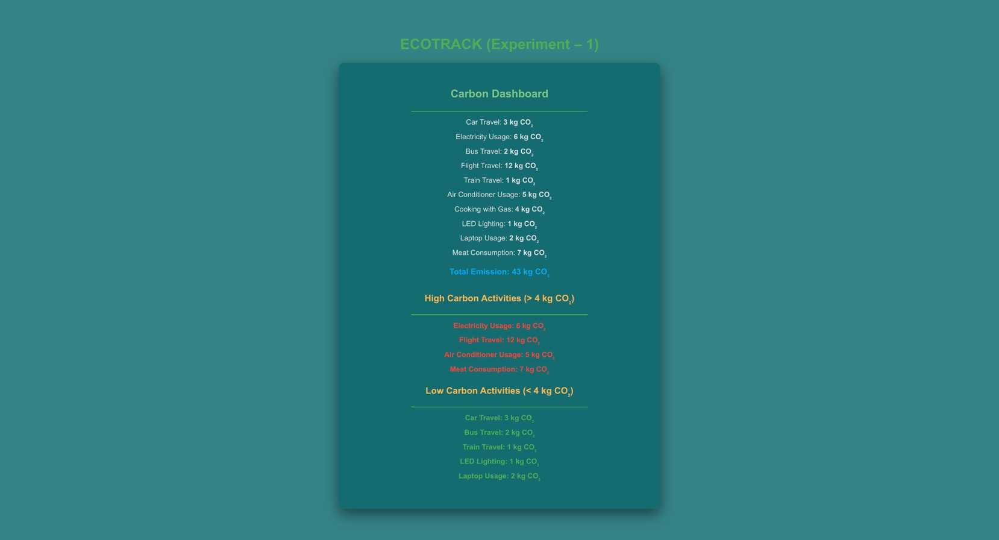 ECOTRACK (Experiment – 1)
Carbon Dashboard
Car Travel: 3 kg CO₂
Electricity Usage: 6 kg CO₂
Bus Travel: 2 kg CO₂
Flight Travel: 12 kg CO₂
Train Travel: 1 kg CO₂
Air Conditioner Usage: 5 kg CO₂
Cooking with Gas: 4 kg CO₂
LED Lighting: 1 kg CO₂
Laptop Usage: 2 kg CO₂
Meat Consumption: 7 kg CO₂
Total Emission: 43 kg CO₂
High Carbon Activities (> 4 kg CO₂)
Electricity Usage: 6 kg CO₂
Flight Travel: 12 kg CO₂
Air Conditioner Usage: 5 kg CO₂
Meat Consumption: 7 kg CO₂
Low Carbon Activities (< 4 kg CO₂)
Car Travel: 3 kg CO₂
Bus Travel: 2 kg CO₂
Train Travel: 1 kg CO₂
LED Lighting: 1 kg CO₂
Laptop Usage: 2 kg CO₂